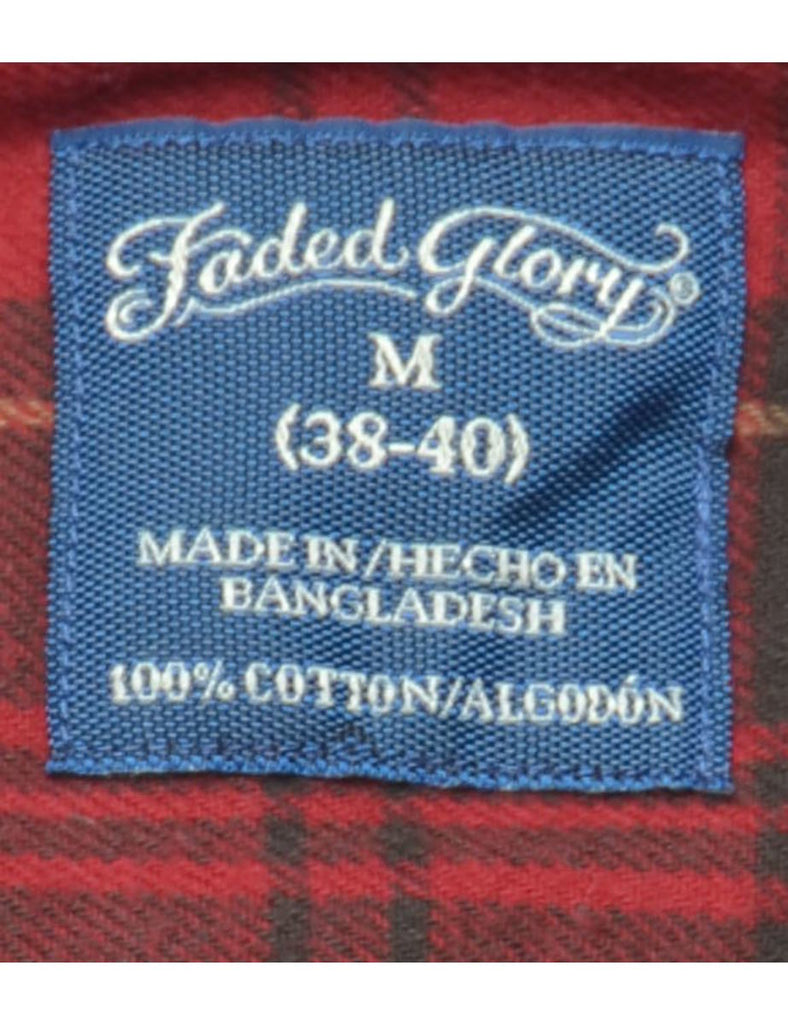 Faded Glory®
M
(38-40)
MADE IN/HECHO EN
BANGLADESH
100% COTTON/ALGODÓN